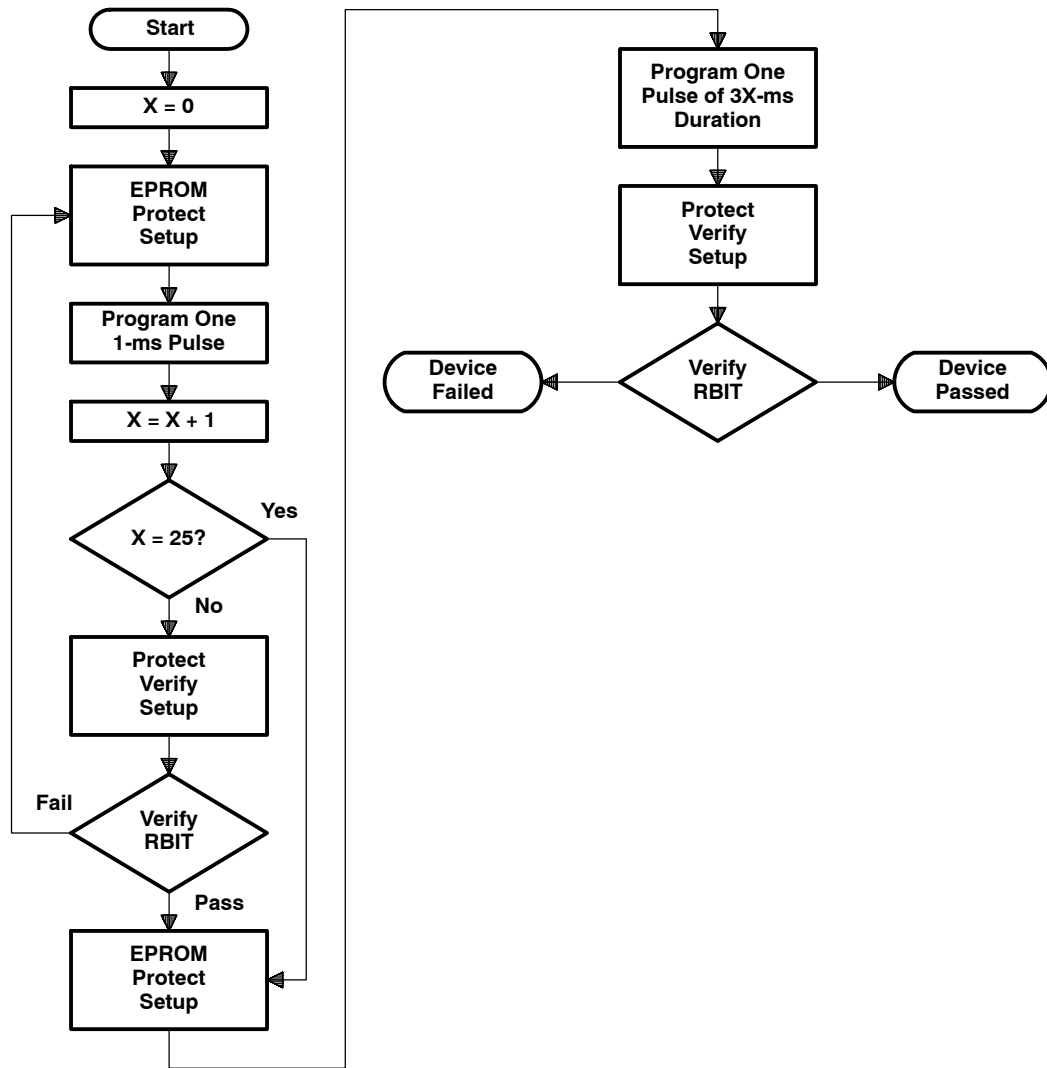 Start
X = 0
EPROM
Protect
Setup
Program One
1-ms Pulse
X = X + 1
X = 25?
Yes
No
Protect
Verify
Setup
Fail
Verify
RBIT
Pass
EPROM
Protect
Setup
Program One
Pulse of 3X-ms
Duration
Protect
Verify
Setup
Device
Failed
Verify
RBIT
Device
Passed